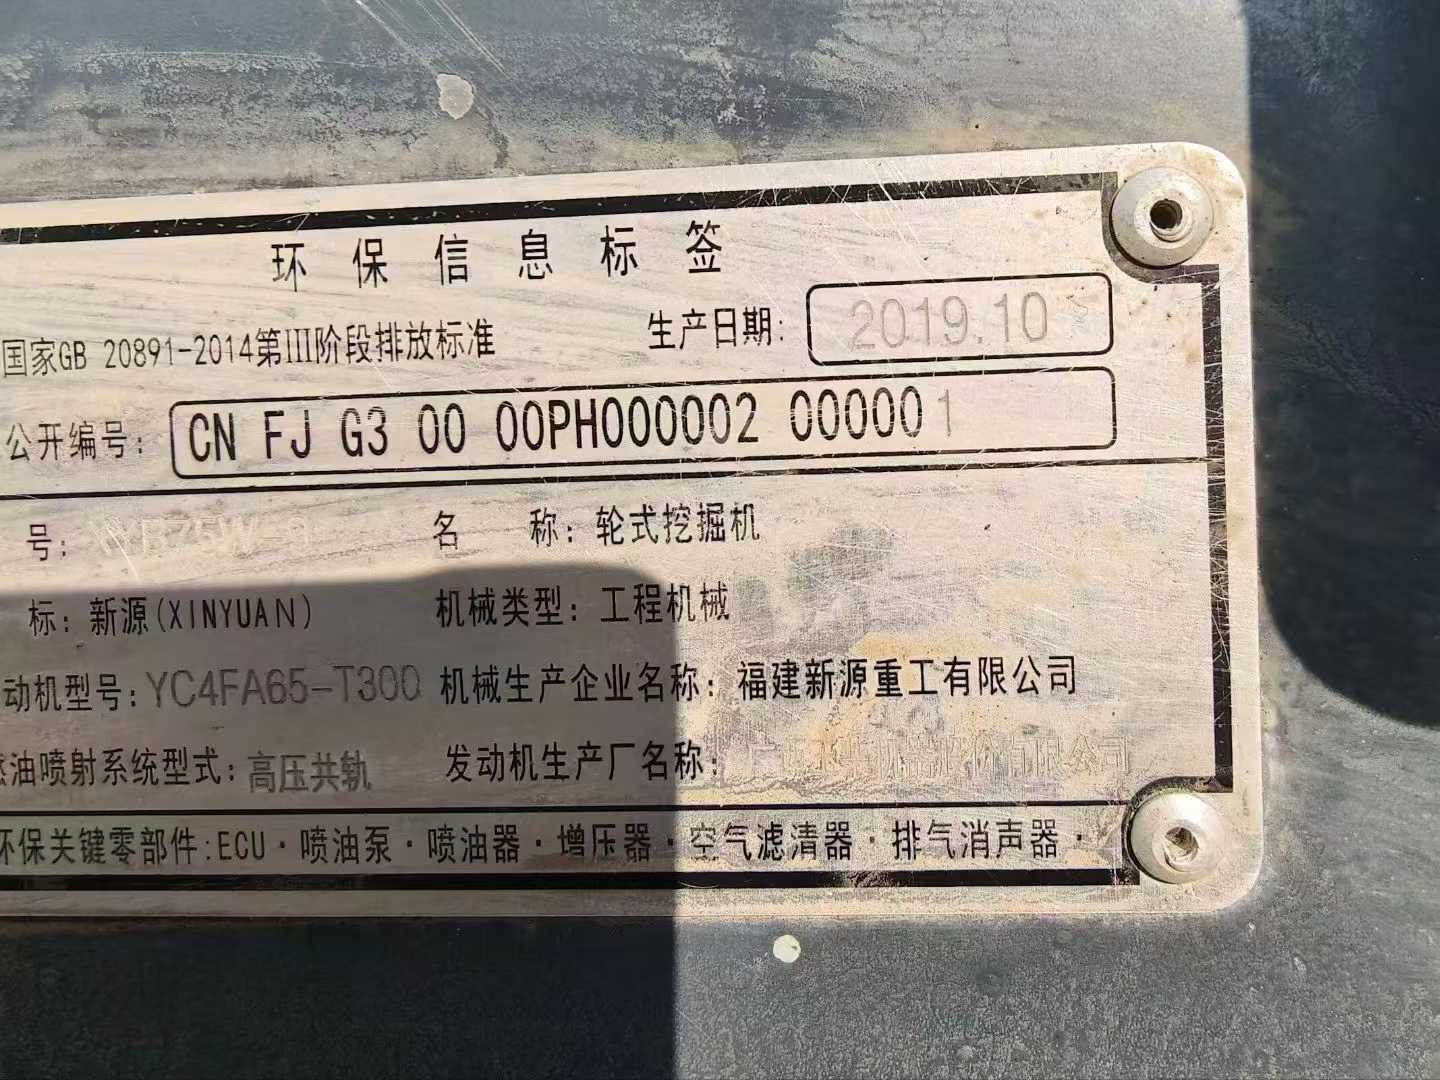 环保信息标签
国家GB 20891-2014第III阶段排放标准 生产日期: 2019.10
公开编号: CN FJ G3 00 00PH000002 000001
号: 名 称: 轮式挖掘机
标: 新源(XINYUAN) 机械类型: 工程机械
动机型号: YC4FA65-T300 机械生产企业名称: 福建新源重工有限公司
油喷射系统型式: 高压共轨 发动机生产厂名称: 有限公司
环保关键零部件:ECU·喷油泵·喷油器·增压器·空气滤清器·排气消声器·